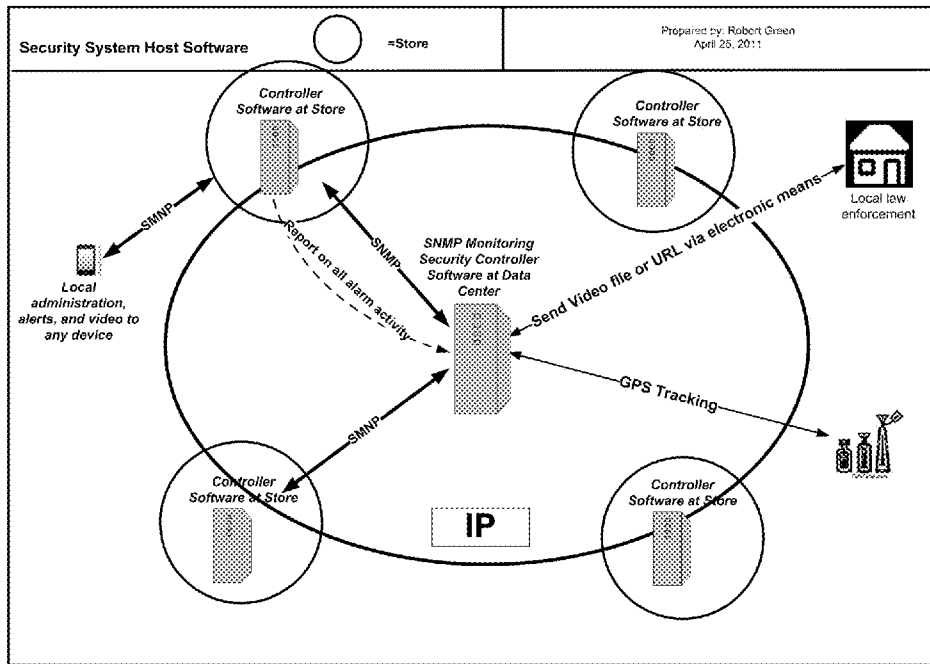 Security System Host Software
=Store
Prepared by: Robert Green
April 25, 2011
Controller
Software at Store
Controller
Software at Store
Local law
enforcement
SMNP
SNMP
Report on all alarm activity
SNMP Monitoring
Security Controller
Software at Data
Center
Send Video file or URL via electronic means
Local
administration,
alerts, and video to
any device
GPS Tracking
SMNP
Controller
Software at Store
IP
Controller
Software at Store